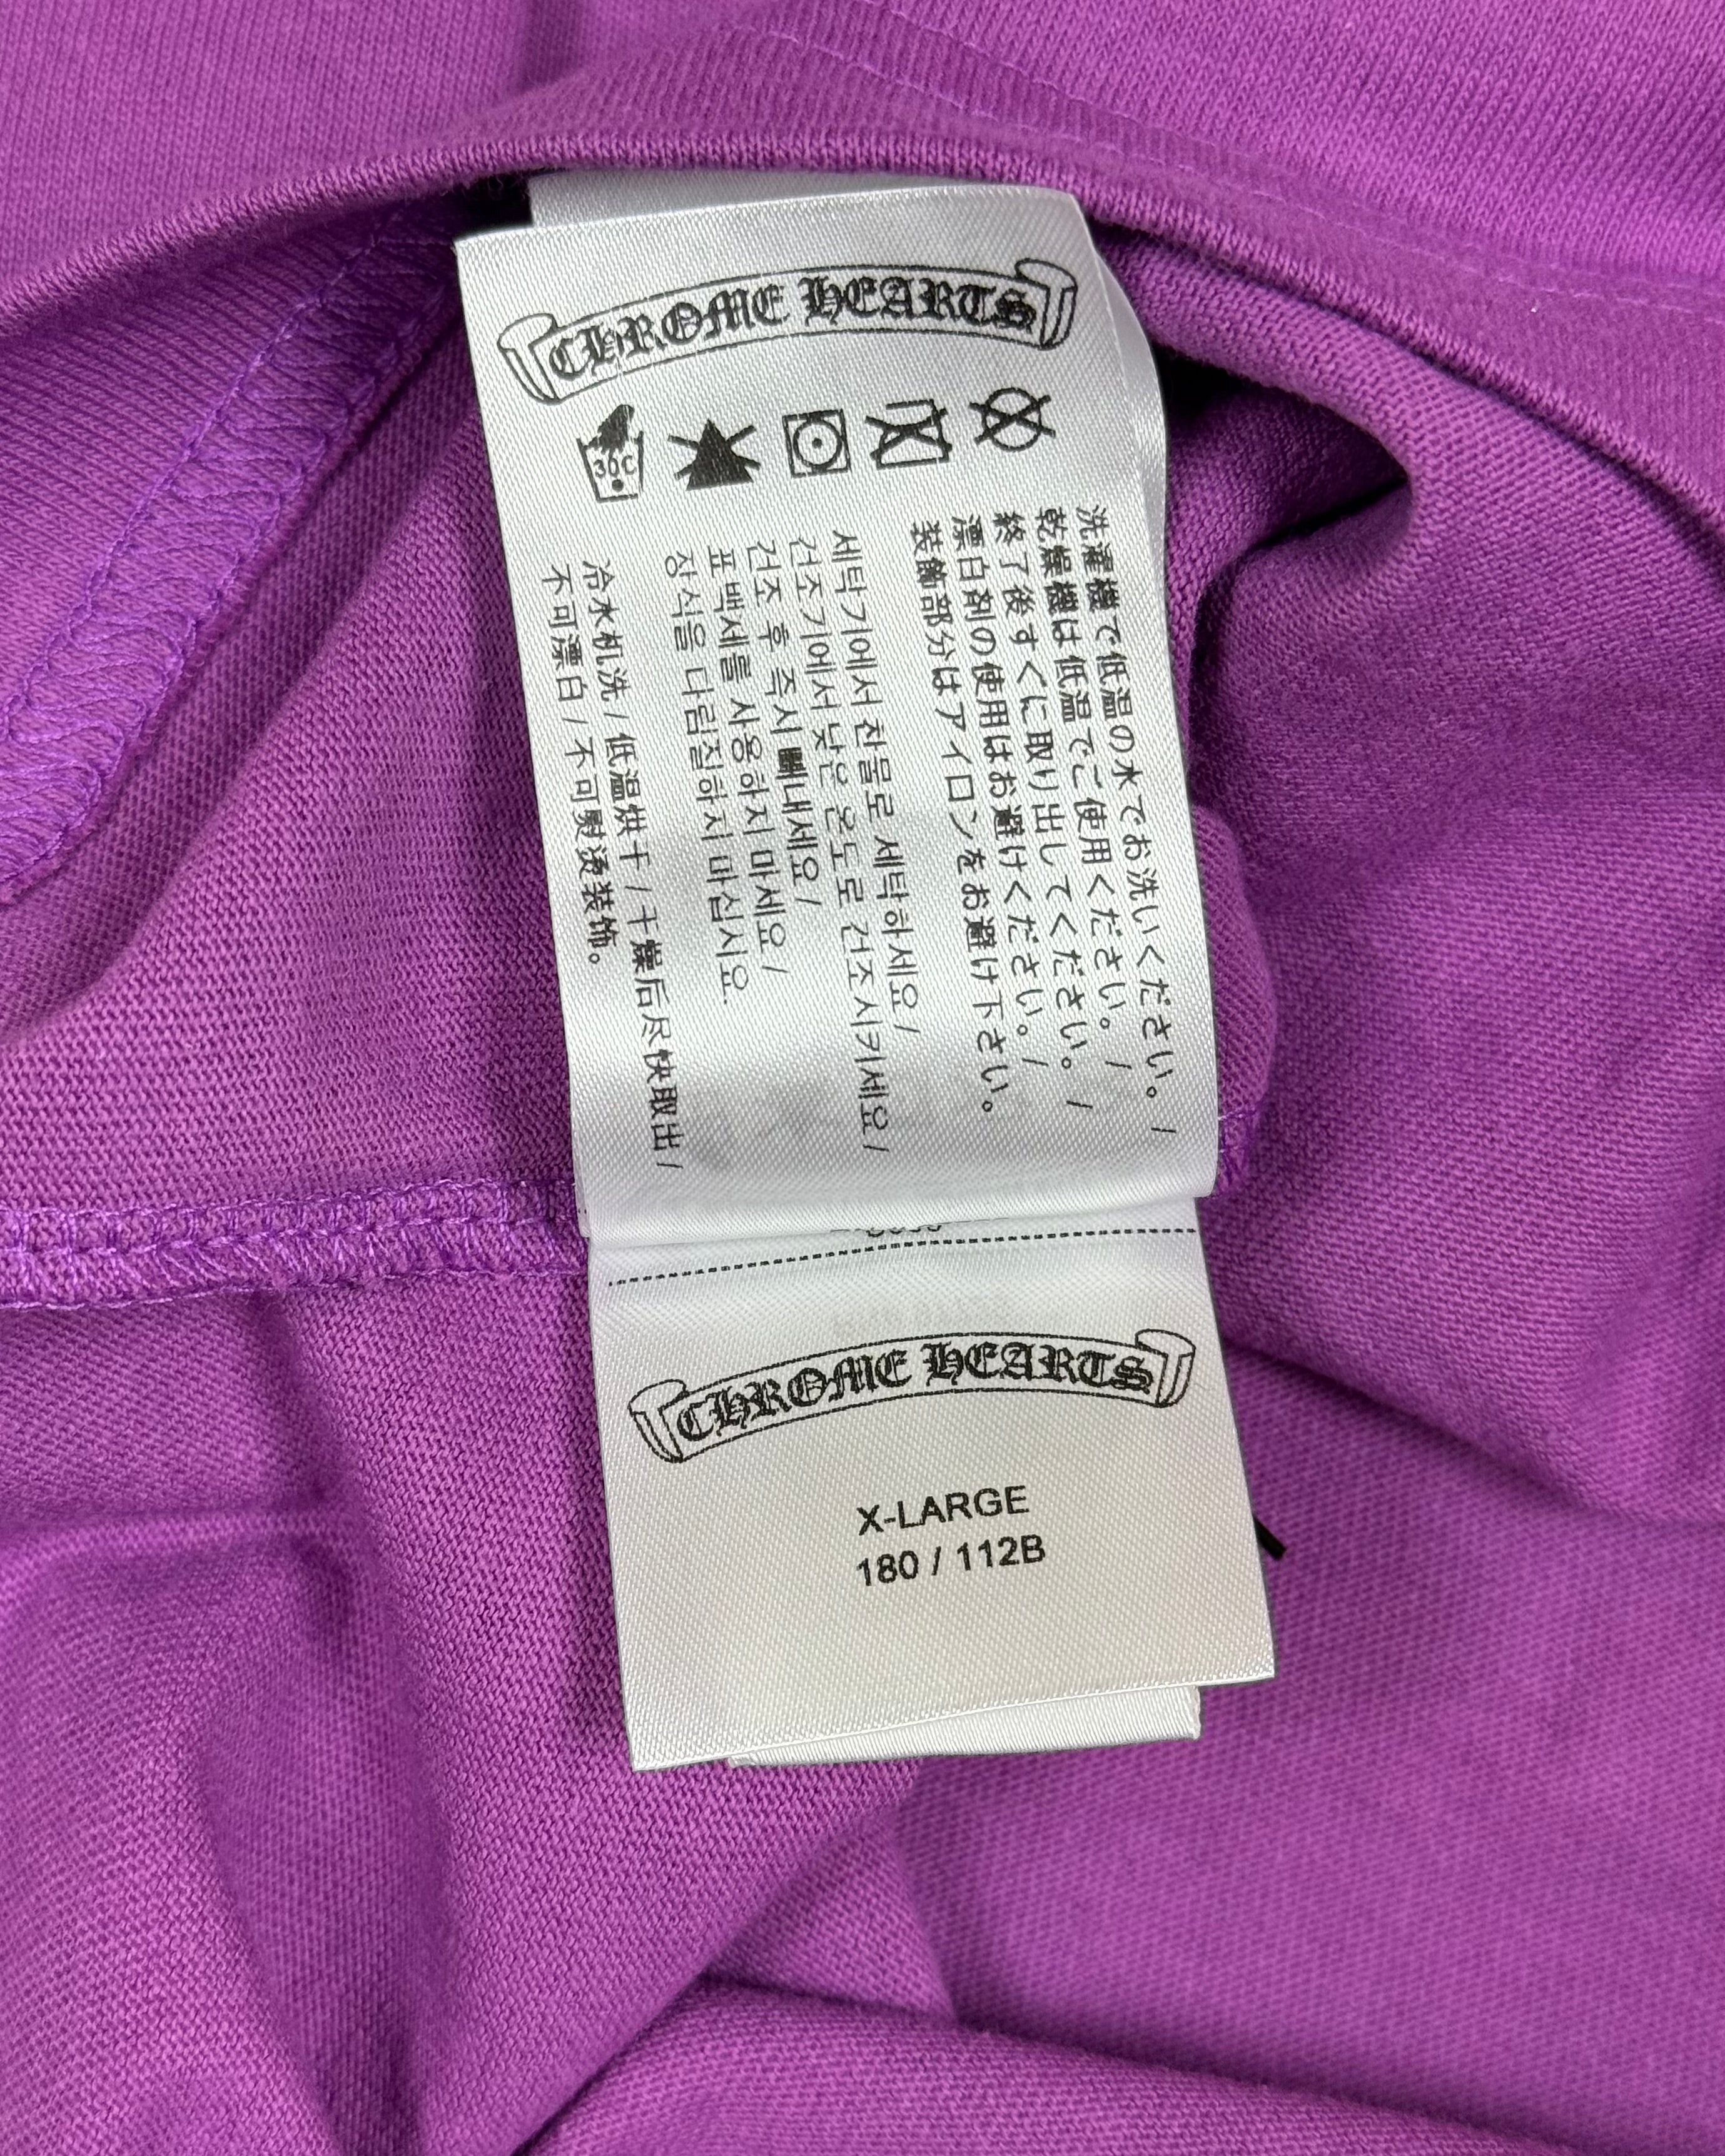 CHROME HEARTS
30C
洗濯機で低温の水でお洗いください。/
乾燥機は低温でご使用ください。/
終了後すぐに取り出してください。/
漂白剤の使用はお避けください。/
装飾部分はアイロンをお避け下さい。
세탁기에서 찬물로 세탁하세요/
건조기에서 낮은 온도로 건조시키세요/
건조 후 즉시 빼내세요/
표백세를 사용하지 마세요/
장식을 다림질하지 마십시요.
冷水机洗/低温烘干/干燥后尽快取出/
不可漂白/不可熨烫装饰。
CHROME HEARTS
X-LARGE
180 / 112B